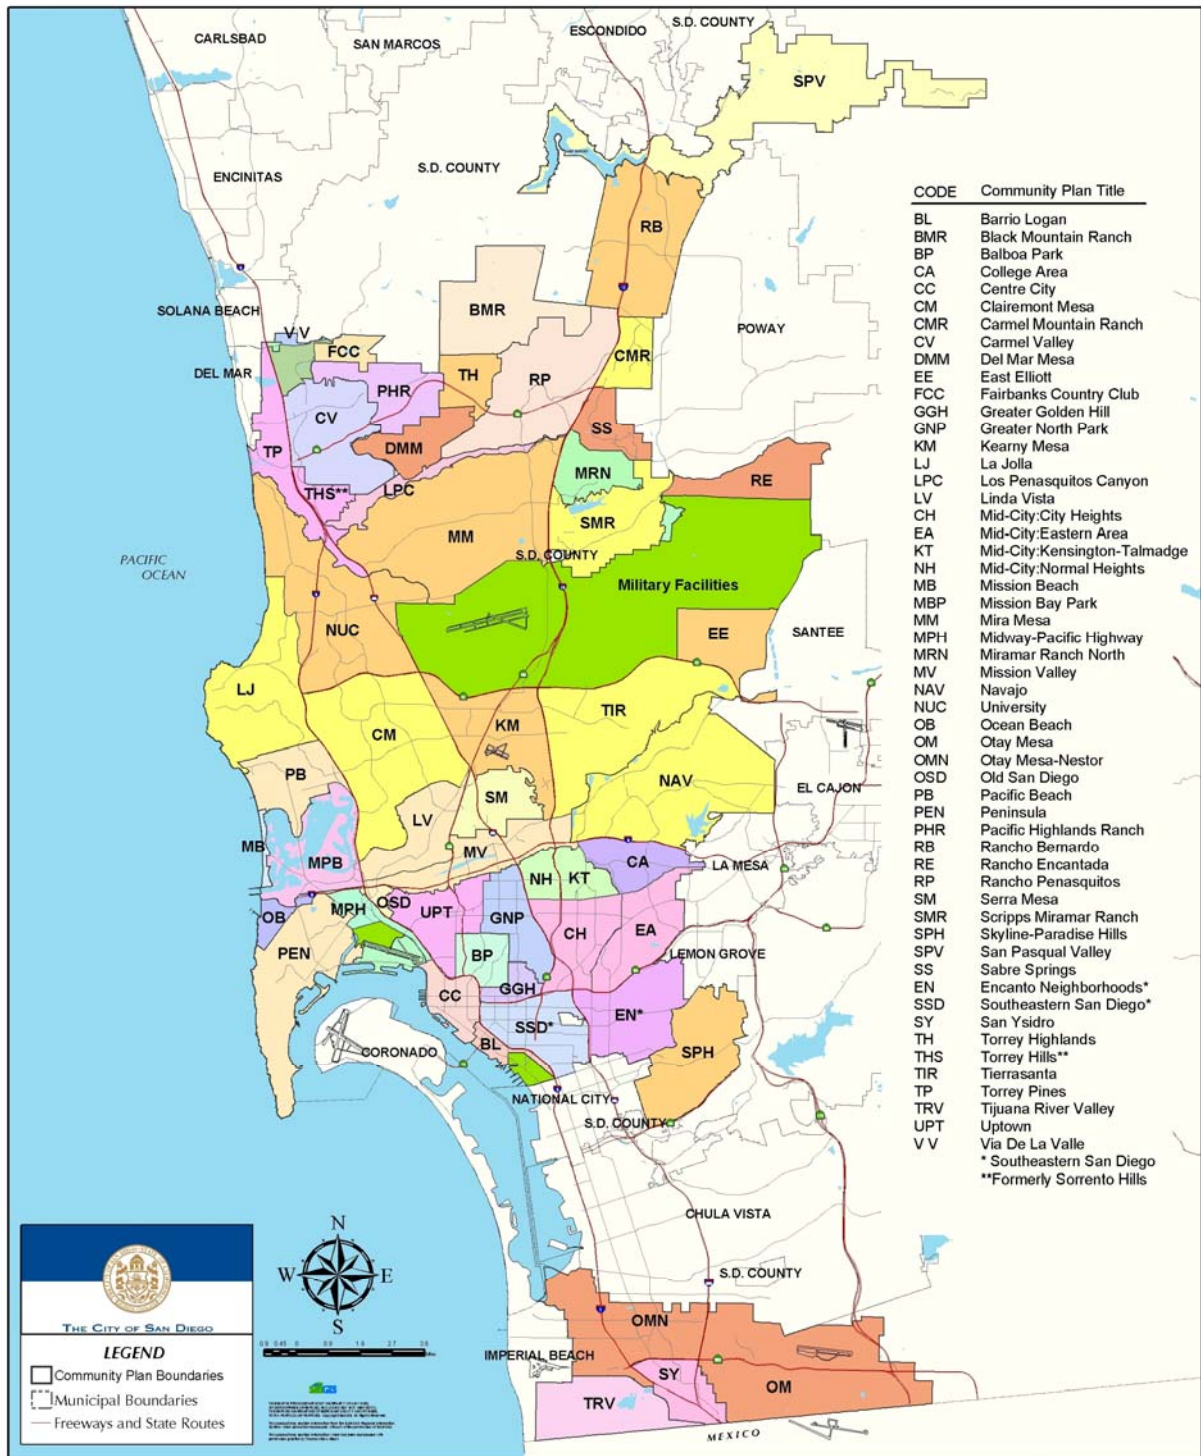 S.D. COUNTY
ESCONDIDO
CARLSBAD
SAN MARCOS
SPV
S.D. COUNTY
ENCINITAS
RB
SOLANA BEACH
BMR
POWAY
V V
FCC
DEL MAR
CMR
TH
RP
PHR
CV
SS
DMM
TP
MRN
RE
THS**
LPC
SMR
MM
S.D. COUNTY
PACIFIC
OCEAN
Military Facilities
NUC
EE
SANTEE
LJ
TIR
KM
CM
PB
NAV
EL CAJON
SM
LV
MB
MPB
MV
CA
LA MESA
NH
KT
OSD
MPH
UPT
OB
GNP
CH
EA
PEN
BP
LEMON GROVE
GGH
CC
EN*
SSD*
BL
CORONADO
SPH
NATIONAL CITY
S.D. COUNTY
CHULA VISTA
S.D. COUNTY
OMN
IMPERIAL BEACH
SY
OM
TRV
MEXICO
CODE Community Plan Title
BL Barrio Logan
BMR Black Mountain Ranch
BP Balboa Park
CA College Area
CC Centre City
CM Clairemont Mesa
CMR Carmel Mountain Ranch
CV Carmel Valley
DMM Del Mar Mesa
EE East Elliott
FCC Fairbanks Country Club
GGH Greater Golden Hill
GNP Greater North Park
KM Kearny Mesa
LJ La Jolla
LPC Los Penasquitos Canyon
LV Linda Vista
CH Mid-City:City Heights
EA Mid-City:Eastern Area
KT Mid-City:Kensington-Talmadge
NH Mid-City:Normal Heights
MB Mission Beach
MBP Mission Bay Park
MM Mira Mesa
MPH Midway-Pacific Highway
MRN Miramar Ranch North
MV Mission Valley
NAV Navajo
NUC University
OB Ocean Beach
OM Otay Mesa
OMN Otay Mesa-Nestor
OSD Old San Diego
PB Pacific Beach
PEN Peninsula
PHR Pacific Highlands Ranch
RB Rancho Bernardo
RE Rancho Encantada
RP Rancho Penasquitos
SM Serra Mesa
SMR Scripps Miramar Ranch
SPH Skyline-Paradise Hills
SPV San Pasqual Valley
SS Sabre Springs
EN Encanto Neighborhoods*
SSD Southeastern San Diego*
SY San Ysidro
TH Torrey Highlands
THS Torrey Hills**
TIR Tierrasanta
TP Torrey Pines
TRV Tijuana River Valley
UPT Uptown
V V Via De La Valle
* Southeastern San Diego
**Formerly Sorrento Hills
THE CITY OF SAN DIEGO
LEGEND
Community Plan Boundaries
Municipal Boundaries
Freeways and State Routes
N
W E
S